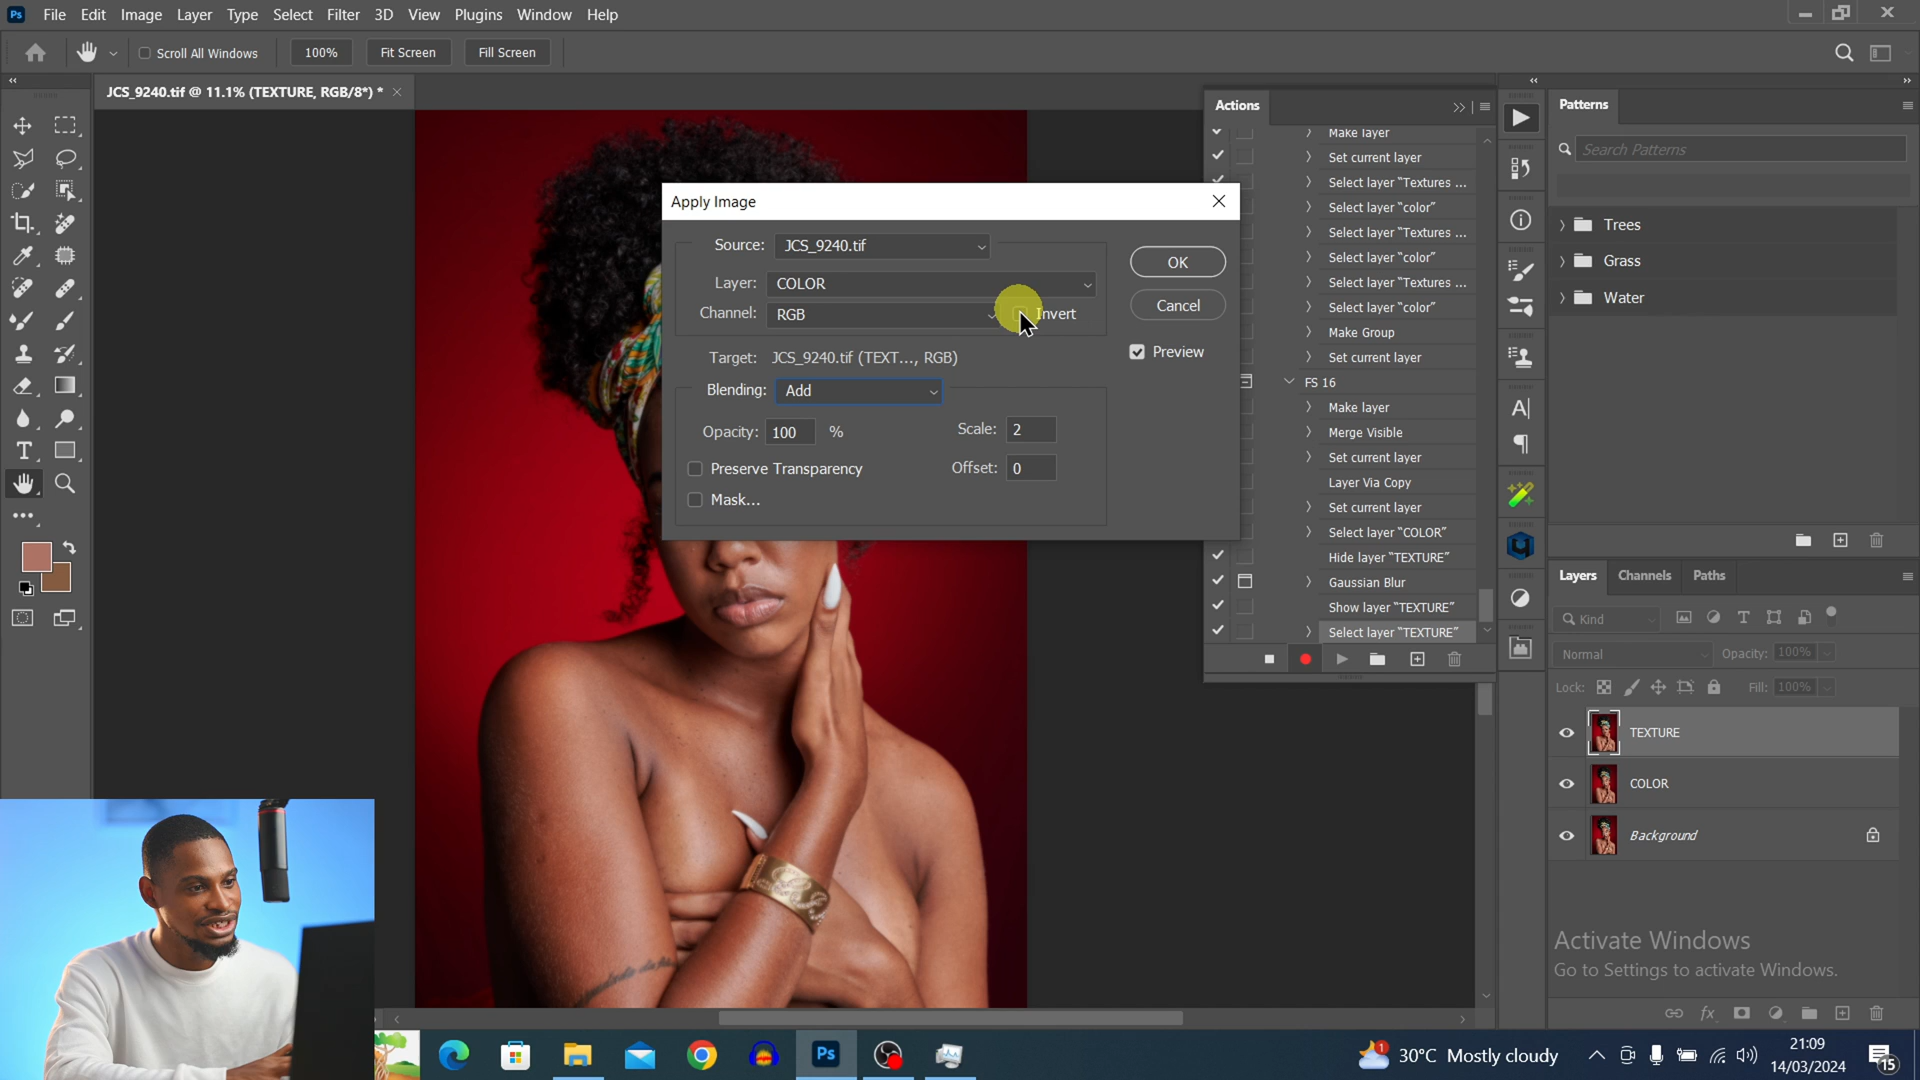 Ps File Edit Image Layer Type Select Filter 3D View Plugins Window Help
Scroll All Windows 100% Fit Screen Fill Screen
JCS_9240.tif @ 11.1% (TEXTURE, RGB/8*) *
Actions
Make layer
Set current layer
Select layer "Textures ...
Select layer "color"
Select layer "Textures ...
Select layer "color"
Select layer "Textures ...
Select layer "color"
Make Group
Set current layer
FS 16
Make layer
Merge Visible
Set current layer
Layer Via Copy
Set current layer
Select layer "COLOR"
Hide layer "TEXTURE"
Gaussian Blur
Show layer "TEXTURE"
Select layer "TEXTURE"
Apply Image
Source: JCS_9240.tif
Layer: COLOR
Channel: RGB
Invert
Target: JCS_9240.tif (TEXT..., RGB)
Blending: Add
Opacity: 100 %
Scale: 2
Preserve Transparency
Offset: 0
Mask...
OK
Cancel
Preview
Patterns
Search Patterns
Trees
Grass
Water
Layers Channels Paths
Kind
Normal Opacity: 100%
Lock: Fill: 100%
TEXTURE
COLOR
Background
Activate Windows
Go to Settings to activate Windows.
Ps
1
30°C Mostly cloudy
21:09
14/03/2024
15